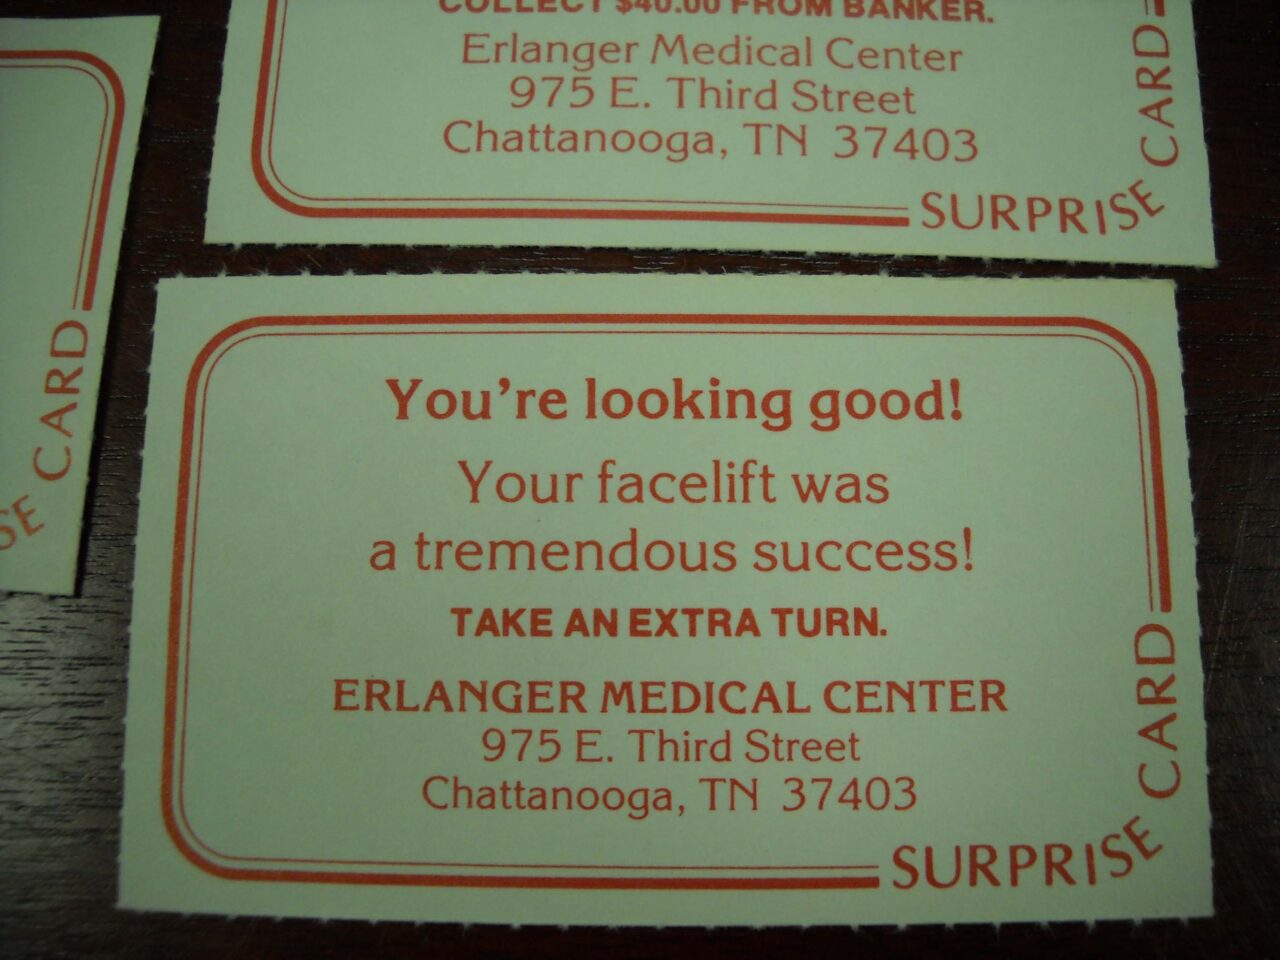 COLLECT $40.00 FROM BANKER.
Erlanger Medical Center
975 E. Third Street
Chattanooga, TN 37403
SURPRISE CARD
SE CARD
You're looking good!
Your facelift was
a tremendous success!
TAKE AN EXTRA TURN.
ERLANGER MEDICAL CENTER
975 E. Third Street
Chattanooga, TN 37403
SURPRISE CARD